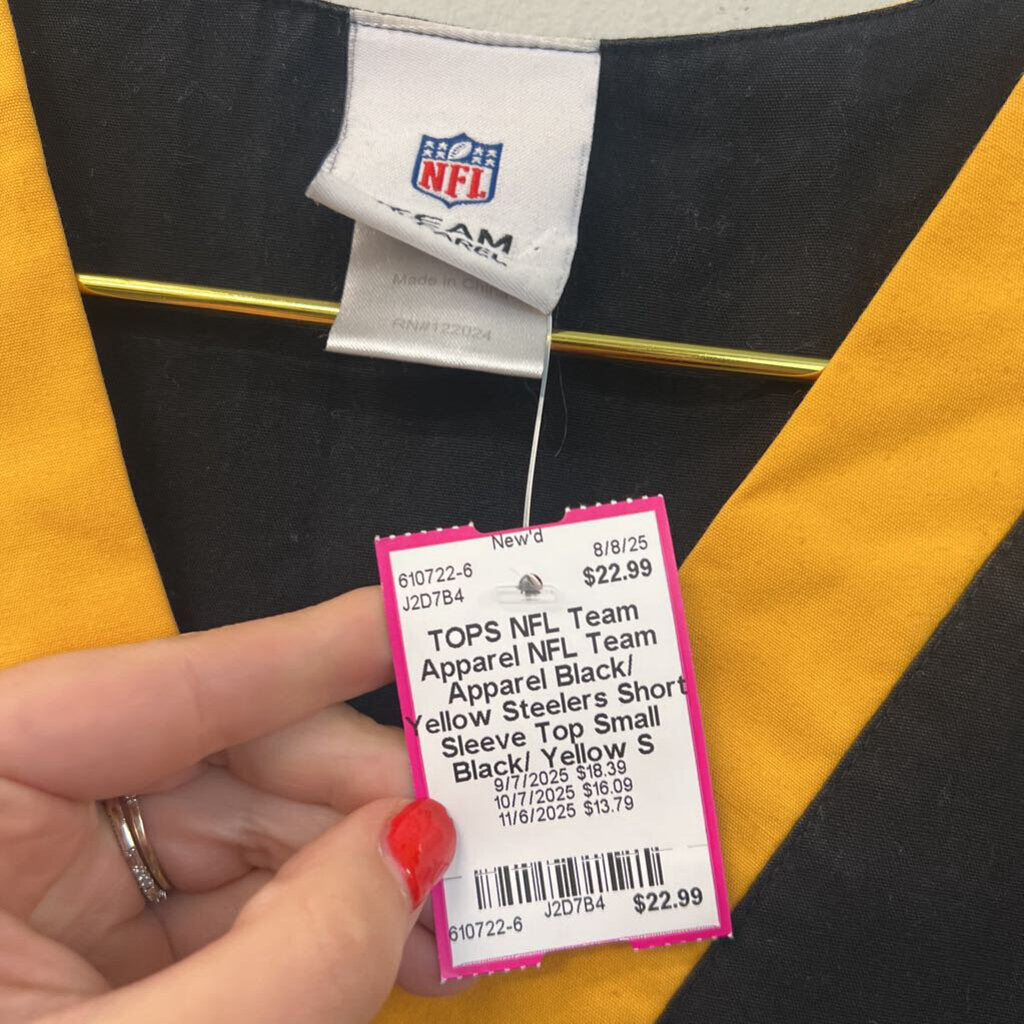 NFL
TEAM
APPAREL
Made in
RN#122024
New'd
8/8/25
610722-6
$22.99
J2D7B4
TOPS NFL Team
Apparel NFL Team
Apparel Black/
Yellow Steelers Short
Sleeve Top Small
Black/ Yellow S
9/7/2025 $18.39
10/7/2025 $16.09
11/6/2025 $13.79
610722-6
J2D7B4
$22.99